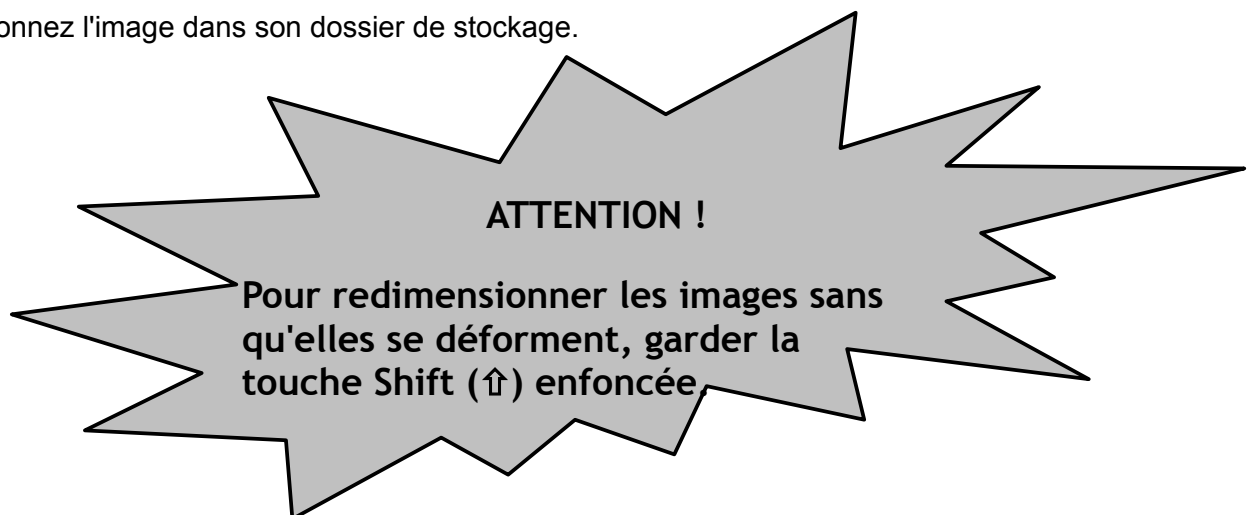 onnez l'image dans son dossier de stockage.
ATTENTION !
Pour redimensionner les images sans
qu'elles se déforment, garder la
touche Shift (⇧) enfoncée.